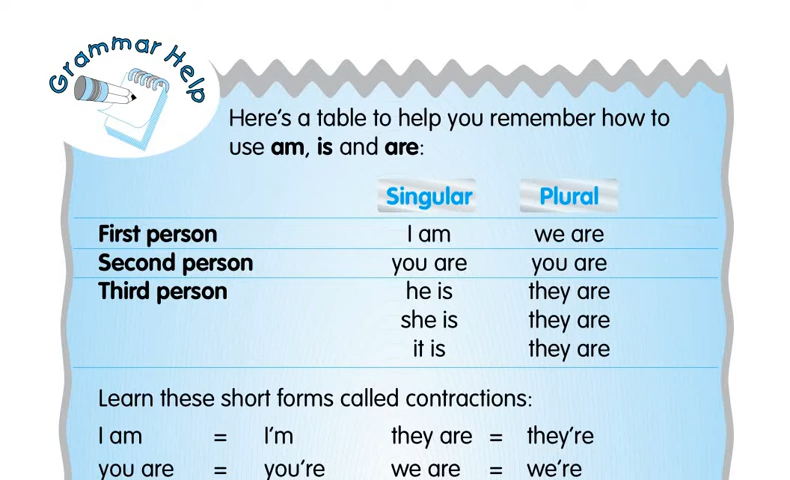 Grammar Help
Here's a table to help you remember how to
use am, is and are:
Singular Plural
First person I am we are
Second person you are you are
Third person he is they are
she is they are
it is they are
Learn these short forms called contractions:
I am = I'm they are = they're
you are = you're we are = we're